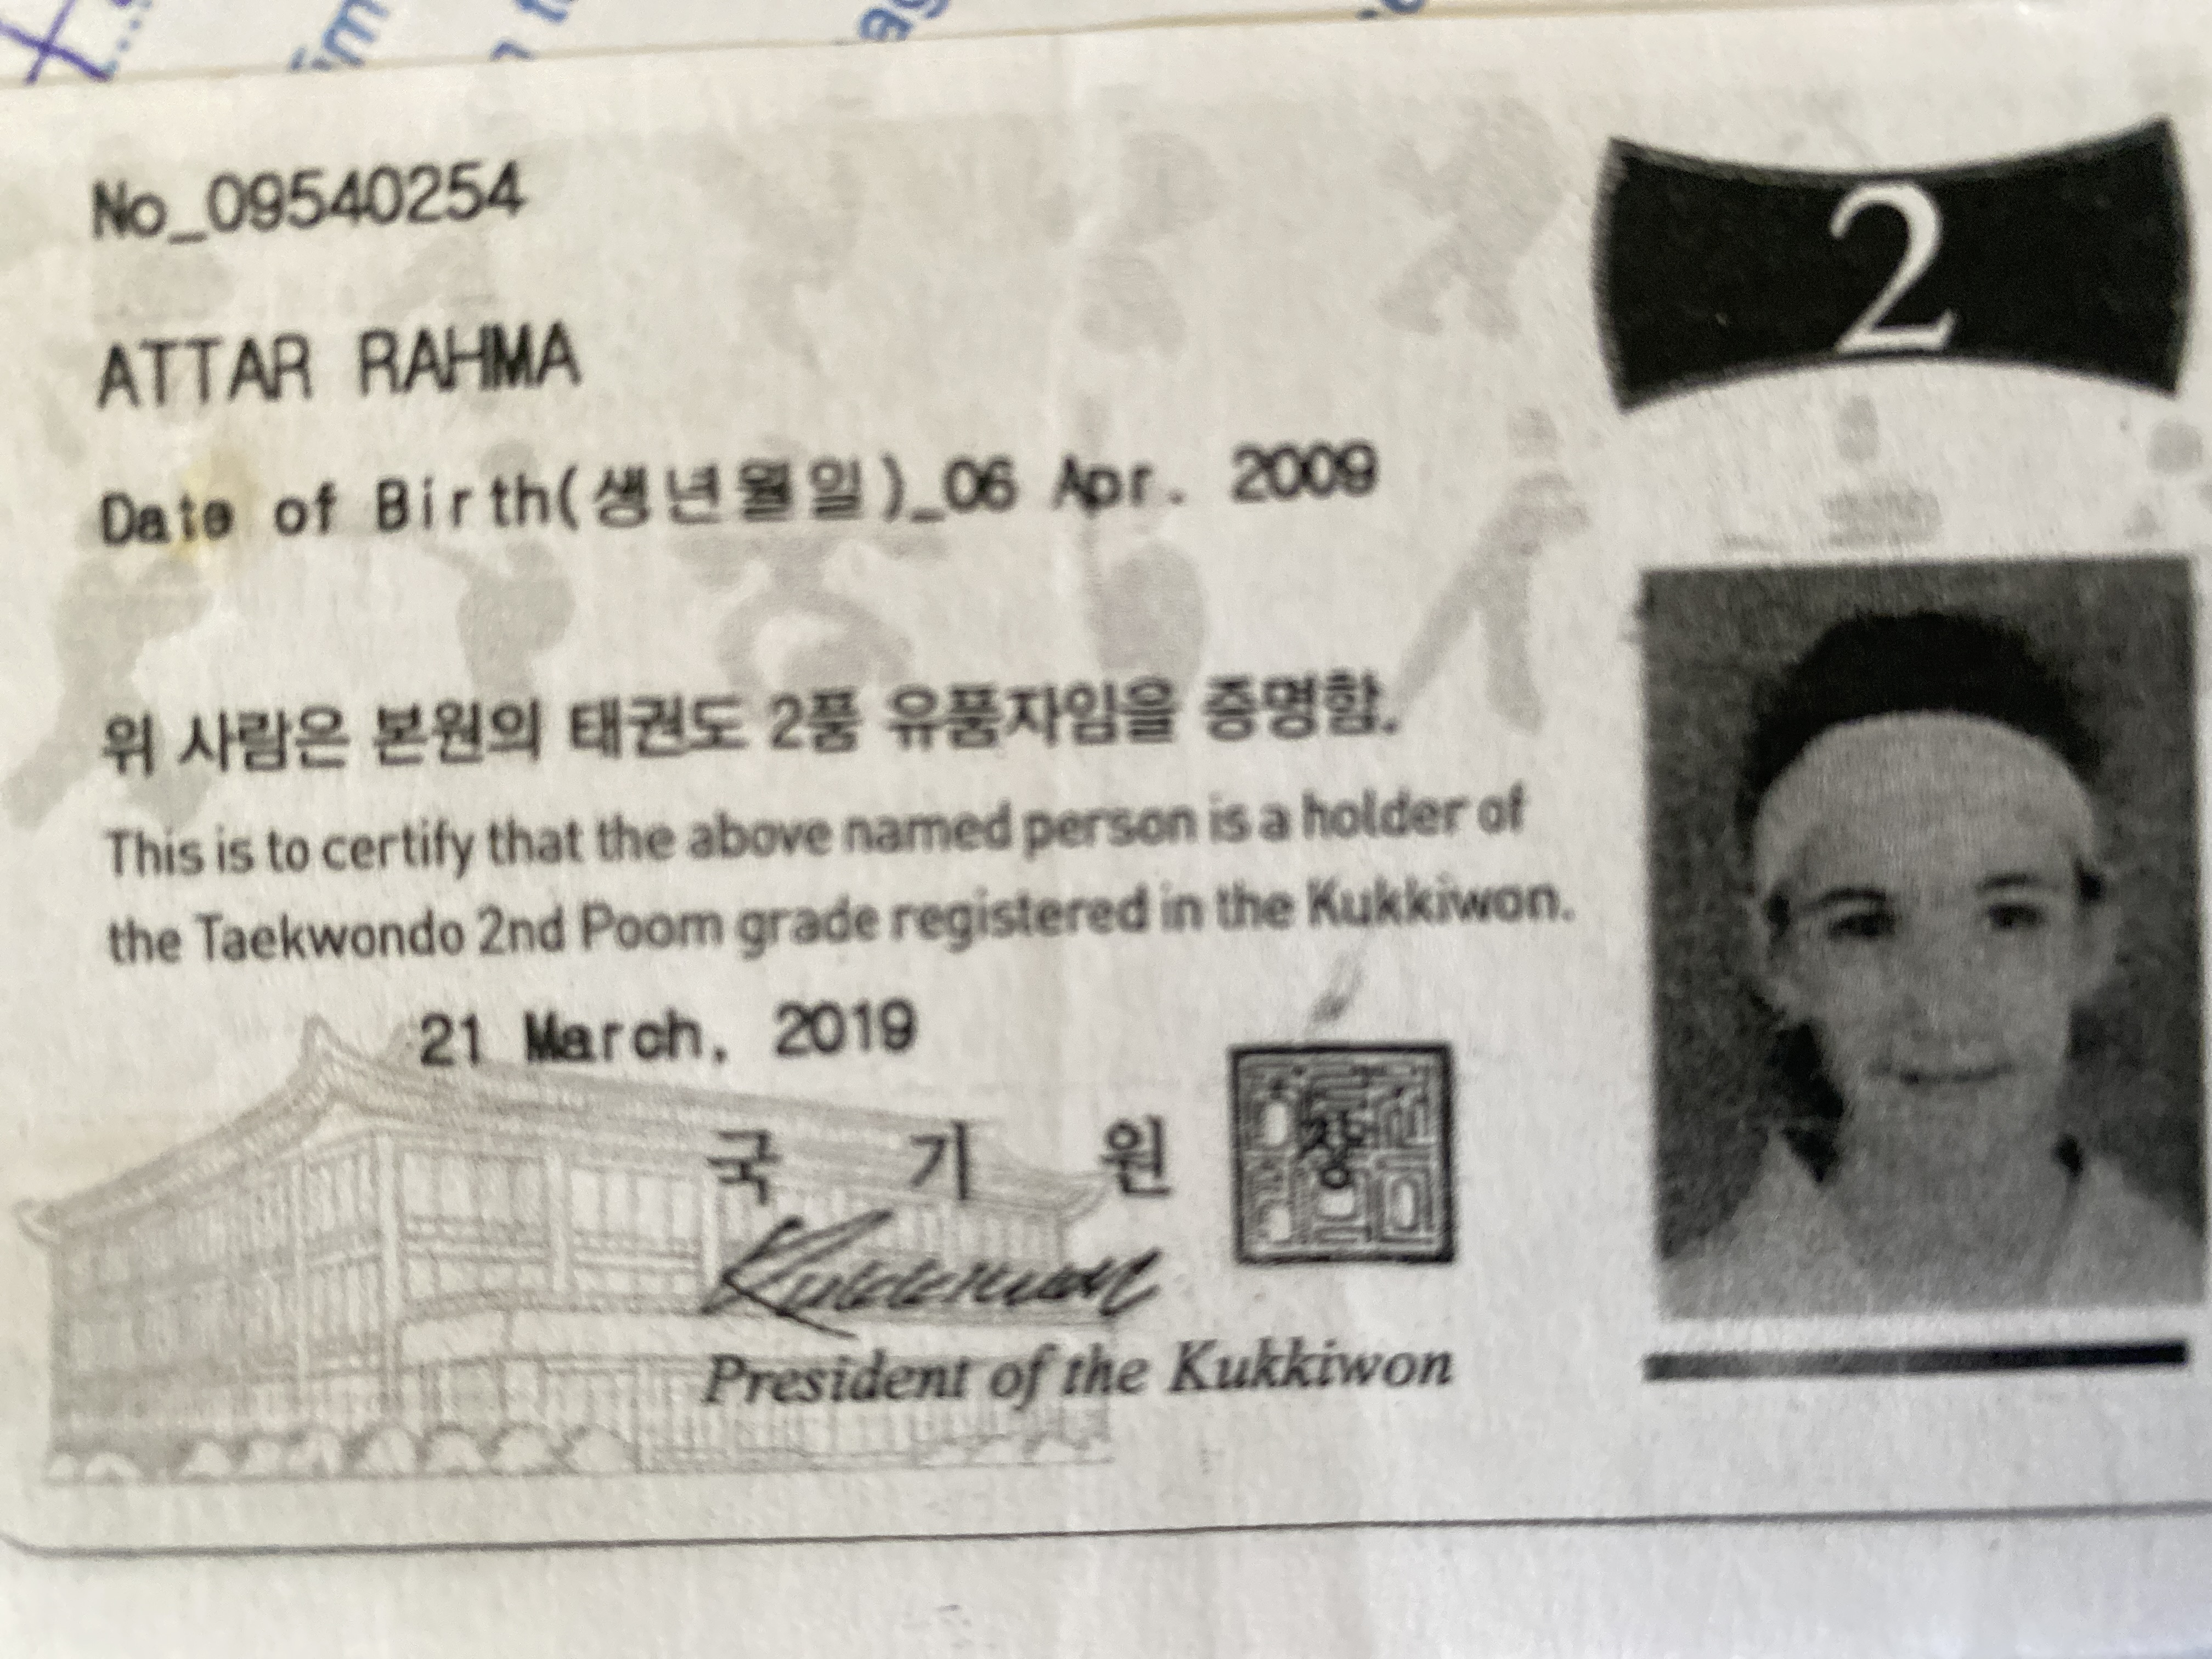 No_09540254
2
ATTAR RAHMA
Date of Birth(생년월일)_06 Apr. 2009
위 사람은 본원의 태권도 2품 유품자임을 증명함.
This is to certify that the above named person is a holder of
the Taekwondo 2nd Poom grade registered in the Kukkiwon.
21 March, 2019
국 기 원 장
President of the Kukkiwon